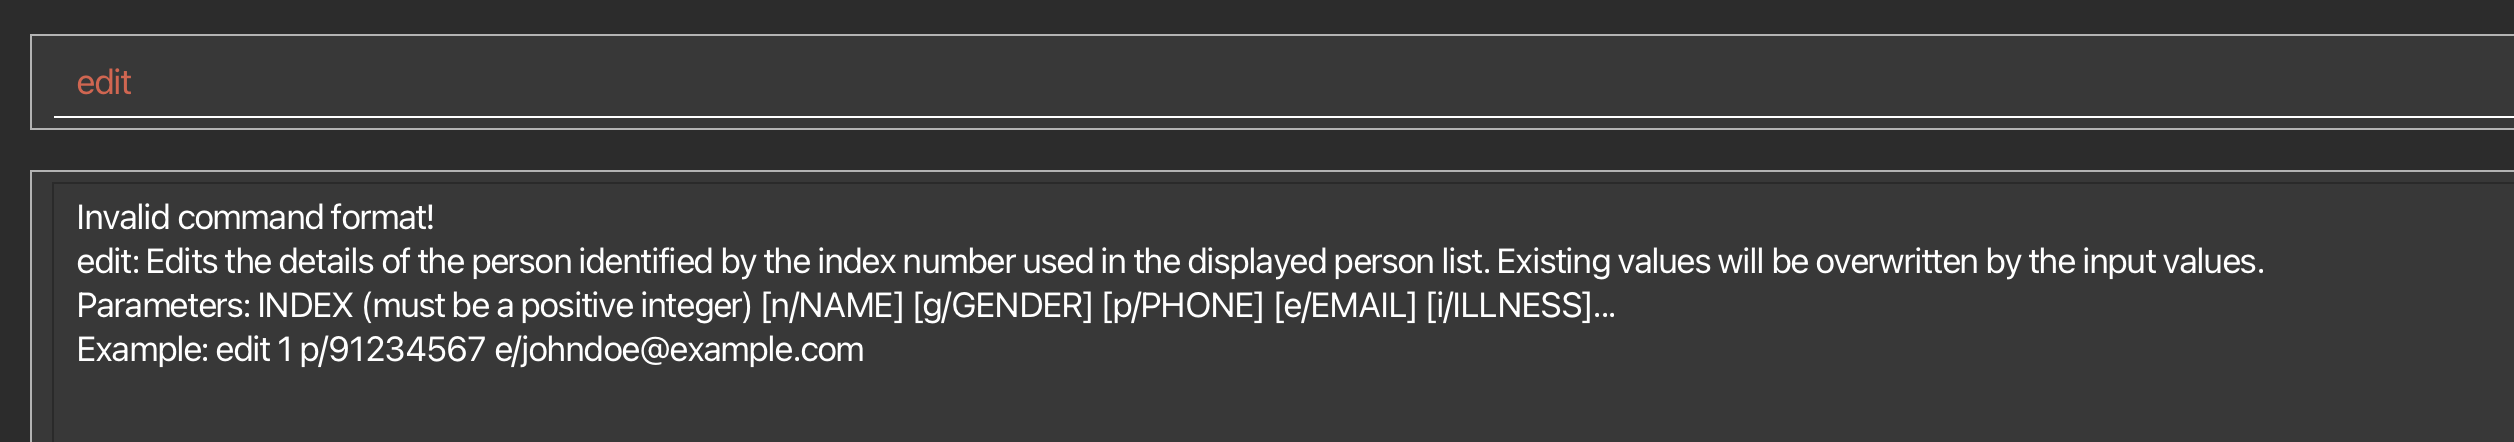 edit
Invalid command format!
edit: Edits the details of the person identified by the index number used in the displayed person list. Existing values will be overwritten by the input values.
Parameters: INDEX (must be a positive integer) [n/NAME] [g/GENDER] [p/PHONE] [e/EMAIL] [i/ILLNESS]...
Example: edit 1 p/91234567 e/johndoe@example.com